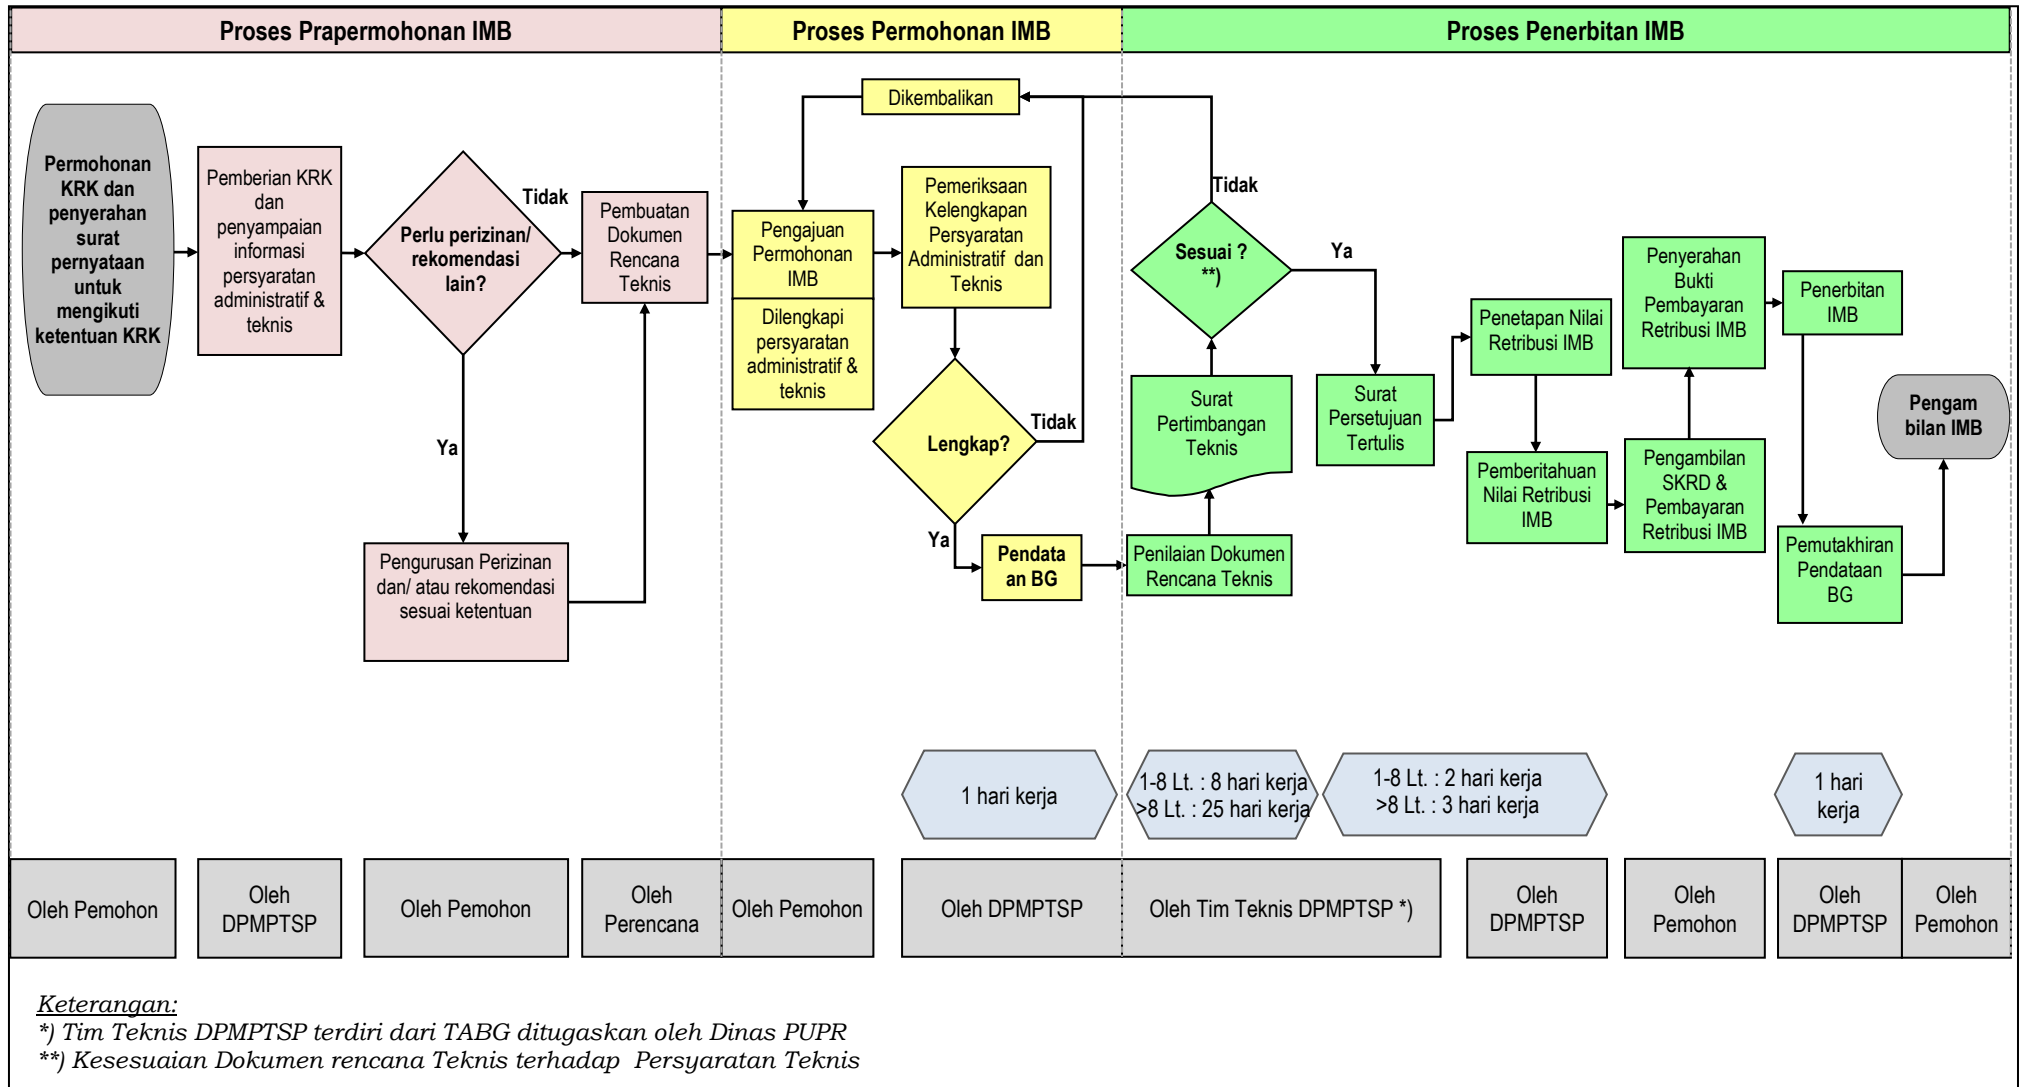 Proses Prapermohonan IMB
Proses Permohonan IMB
Proses Penerbitan IMB
Permohonan
KRK dan
penyerahan
surat
pernyataan
untuk
mengikuti
ketentuan KRK
Pemberian KRK
dan
penyampaian
informasi
persyaratan
administratif &
teknis
Perlu perizinan/
rekomendasi
lain?
Tidak
Ya
Pengurusan Perizinan
dan/ atau rekomendasi
sesuai ketentuan
Pembuatan
Dokumen
Rencana
Teknis
Dikembalikan
Pengajuan
Permohonan
IMB
Dilengkapi
persyaratan
administratif &
teknis
Pemeriksaan
Kelengkapan
Persyaratan
Administratif dan
Teknis
Lengkap?
Tidak
Ya
Pendata
an BG
Penilaian Dokumen
Rencana Teknis
Surat
Pertimbangan
Teknis
Sesuai ?
**)
Tidak
Ya
Surat
Persetujuan
Tertulis
Penetapan Nilai
Retribusi IMB
Pemberitahuan
Nilai Retribusi
IMB
Pengambilan
SKRD &
Pembayaran
Retribusi IMB
Penyerahan
Bukti
Pembayaran
Retribusi IMB
Penerbitan
IMB
Pemutakhiran
Pendataan
BG
Pengam
bilan IMB
1 hari kerja
1-8 Lt. : 8 hari kerja
>8 Lt. : 25 hari kerja
1-8 Lt. : 2 hari kerja
>8 Lt. : 3 hari kerja
1 hari
kerja
Oleh Pemohon
Oleh
DPMPTSP
Oleh Pemohon
Oleh
Perencana
Oleh Pemohon
Oleh DPMPTSP
Oleh Tim Teknis DPMPTSP *)
Oleh
DPMPTSP
Oleh
Pemohon
Oleh
DPMPTSP
Oleh
Pemohon
Keterangan:
*) Tim Teknis DPMPTSP terdiri dari TABG ditugaskan oleh Dinas PUPR
**) Kesesuaian Dokumen rencana Teknis terhadap Persyaratan Teknis